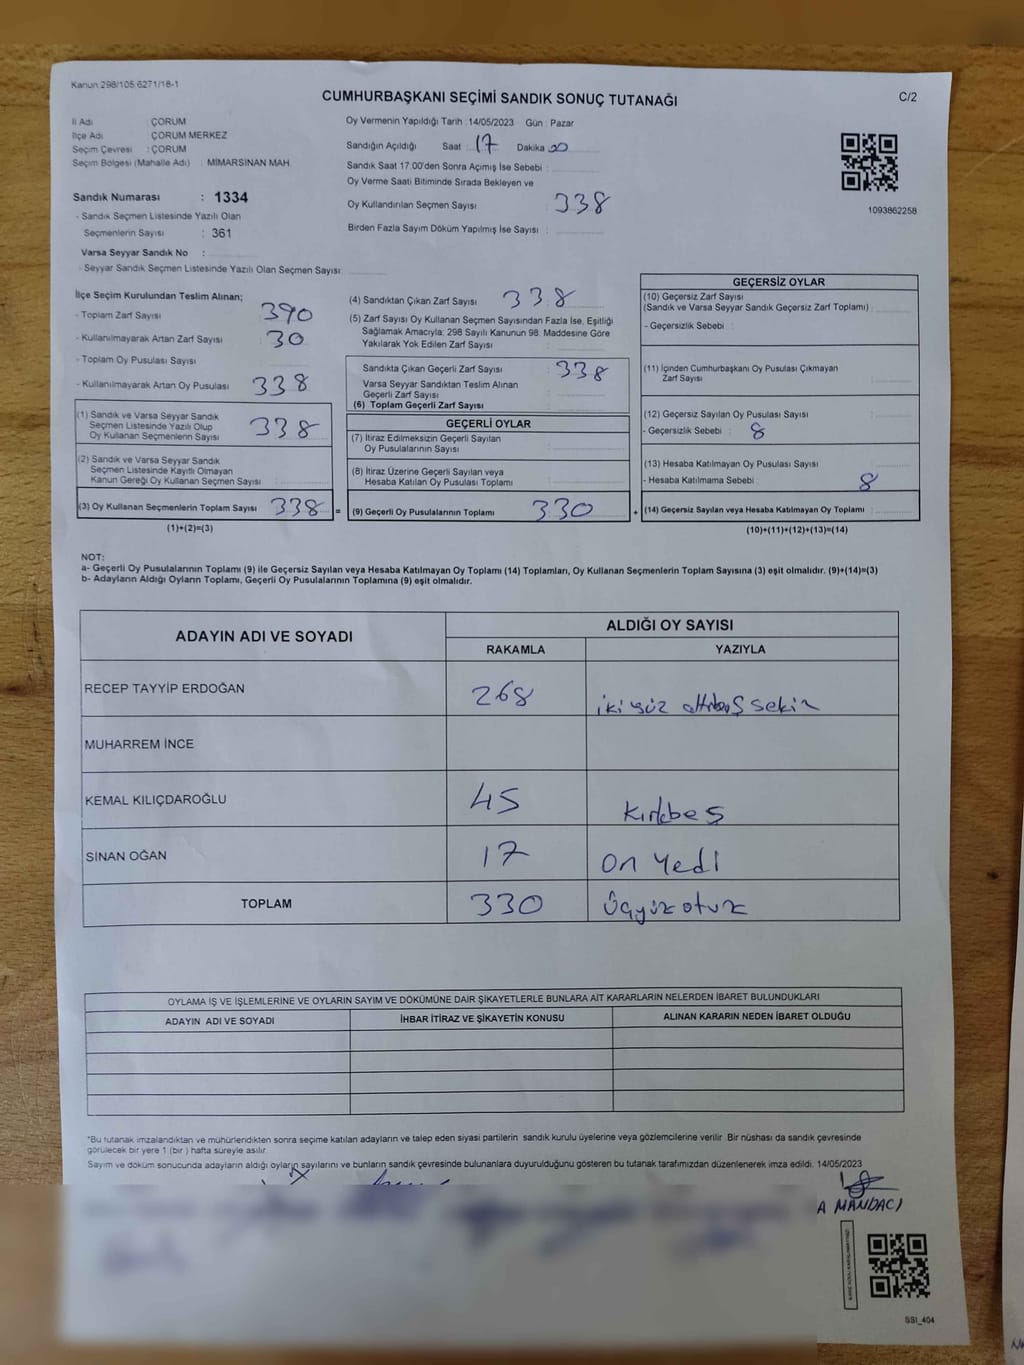 Kanun 298/105,6271/18-1
CUMHURBAŞKANI SEÇİMİ SANDIK SONUÇ TUTANAĞI
C/2
İl Adı : ÇORUM
İlçe Adı : ÇORUM MERKEZ
Seçim Çevresi : ÇORUM
Seçim Bölgesi (Mahalle Adı) : MİMARSİNAN MAH.
Oy Vermenin Yapıldığı Tarih :14/05/2023 Gün : Pazar
Sandığın Açıldığı Saat : 17 Dakika 00
Sandık Saat 17.00'den Sonra Açımış İse Sebebi :
Oy Verme Saati Bitiminde Sırada Bekleyen ve
Oy Kullandırılan Seçmen Sayısı : 338
Birden Fazla Sayım Döküm Yapılmış İse Sayısı :
1093862258
Sandık Numarası : 1334
- Sandık Seçmen Listesinde Yazılı Olan
Seçmenlerin Sayısı : 361
Varsa Seyyar Sandık No :
- Seyyar Sandık Seçmen Listesinde Yazılı Olan Seçmen Sayısı:
İlçe Seçim Kurulundan Teslim Alınan;
- Toplam Zarf Sayısı 390
- Kullanılmayarak Artan Zarf Sayısı : 30
- Toplam Oy Pusulası Sayısı
- Kullanılmayarak Artan Oy Pusulası 338
(1) Sandık ve Varsa Seyyar Sandık
Seçmen Listesinde Yazılı Olup
Oy Kullanan Seçmenlerin Sayısı 338
(2) Sandık ve Varsa Seyyar Sandık
Seçmen Listesinde Kayıtlı Olmayan
Kanun Gereği Oy Kullanan Seçmen Sayısı :
(3) Oy Kullanan Seçmenlerin Toplam Sayısı 338 =
(1)+(2)=(3)
(4) Sandıktan Çıkan Zarf Sayısı 338
(5) Zarf Sayısı Oy Kullanan Seçmen Sayısından Fazla İse, Eşitliği
Sağlamak Amacıyla; 298 Sayılı Kanunun 98. Maddesine Göre
Yakılarak Yok Edilen Zarf Sayısı :
Sandıkta Çıkan Geçerli Zarf Sayısı : 338
Varsa Seyyar Sandıktan Teslim Alınan
Geçerli Zarf Sayısı :
(6) Toplam Geçerli Zarf Sayısı :
GEÇERLİ OYLAR
(7) İtiraz Edilmeksizin Geçerli Sayılan
Oy Pusulalarının Sayısı :
(8) İtiraz Üzerine Geçerli Sayılan veya
Hesaba Katılan Oy Pusulası Toplamı :
(9) Geçerli Oy Pusulalarının Toplamı 330 +
GEÇERSİZ OYLAR
(10) Geçersiz Zarf Sayısı
(Sandık ve Varsa Seyyar Sandık Geçersiz Zarf Toplamı) :
- Geçersizlik Sebebi :
(11) İçinden Cumhurbaşkanı Oy Pusulası Çıkmayan
Zarf Sayısı :
(12) Geçersiz Sayılan Oy Pusulası Sayısı :
- Geçersizlik Sebebi : 8
(13) Hesaba Katılmayan Oy Pusulası Sayısı :
- Hesaba Katılmama Sebebi : 8
(14) Geçersiz Sayılan veya Hesaba Katılmayan Oy Toplamı :
(10)+(11)+(12)+(13)=(14)
NOT:
a- Geçerli Oy Pusulalarının Toplamı (9) ile Geçersiz Sayılan veya Hesaba Katılmayan Oy Toplamı (14) Toplamları, Oy Kullanan Seçmenlerin Toplam Sayısına (3) eşit olmalıdır. (9)+(14)=(3)
b- Adayların Aldığı Oyların Toplamı, Geçerli Oy Pusulalarının Toplamına (9) eşit olmalıdır.
ADAYIN ADI VE SOYADI
ALDIĞI OY SAYISI
RAKAMLA YAZIYLA
RECEP TAYYİP ERDOĞAN 268 iki yüz altıbeş sekin
MUHARREM İNCE
KEMAL KILIÇDAROĞLU 45 Kırkbeş
SİNAN OĞAN 17 On Yedi
TOPLAM 330 Üçyüz otuz
OYLAMA İŞ VE İŞLEMLERİNE VE OYLARIN SAYIM VE DÖKÜMÜNE DAİR ŞİKAYETLERLE BUNLARA AİT KARARLARIN NELERDEN İBARET BULUNDUKLARI
ADAYIN ADI VE SOYADI İHBAR İTİRAZ VE ŞİKAYETİN KONUSU ALINAN KARARIN NEDEN İBARET OLDUĞU
*Bu tutanak imzalandıktan ve mühürlendikten sonra seçime katılan adayların ve talep eden siyasi partilerin sandık kurulu üyelerine veya gözlemcilerine verilir. Bir nüshası da sandık çevresinde
görülecek bir yere 1 (bir ) hafta süreyle asılır.
Sayım ve döküm sonucunda adayların aldığı oyların sayılarını ve bunların sandık çevresinde bulunanlara duyurulduğunu gösteren bu tutanak tarafımızdan düzenlenerek imza edildi. 14/05/2023
A MANDACI
SSI_404